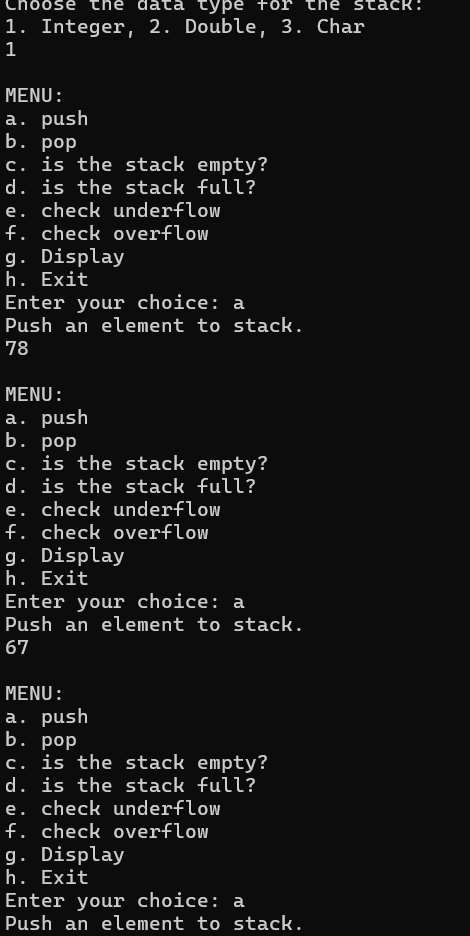 Choose the data type for the stack:
1. Integer, 2. Double, 3. Char
1
MENU:
a. push
b. pop
c. is the stack empty?
d. is the stack full?
e. check underflow
f. check overflow
g. Display
h. Exit
Enter your choice: a
Push an element to stack.
78
MENU:
a. push
b. pop
c. is the stack empty?
d. is the stack full?
e. check underflow
f. check overflow
g. Display
h. Exit
Enter your choice: a
Push an element to stack.
67
MENU:
a. push
b. pop
c. is the stack empty?
d. is the stack full?
e. check underflow
f. check overflow
g. Display
h. Exit
Enter your choice: a
Push an element to stack.